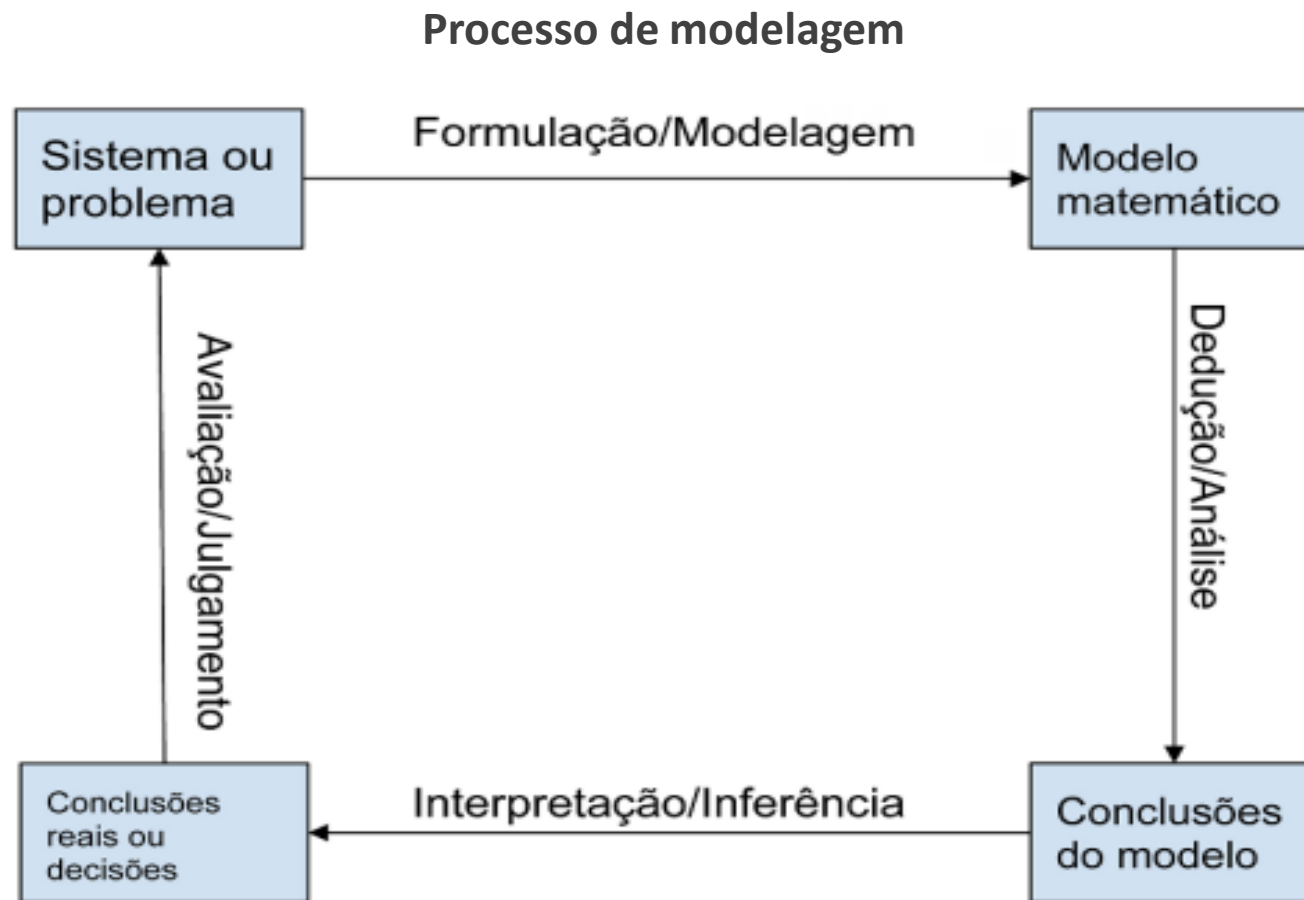 Processo de modelagem
Formulação/Modelagem
Sistema ou
problema
Modelo
matemático
Avaliação/Julgamento
Dedução/Análise
Conclusões
reais ou
decisões
Interpretação/Inferência
Conclusões
do modelo